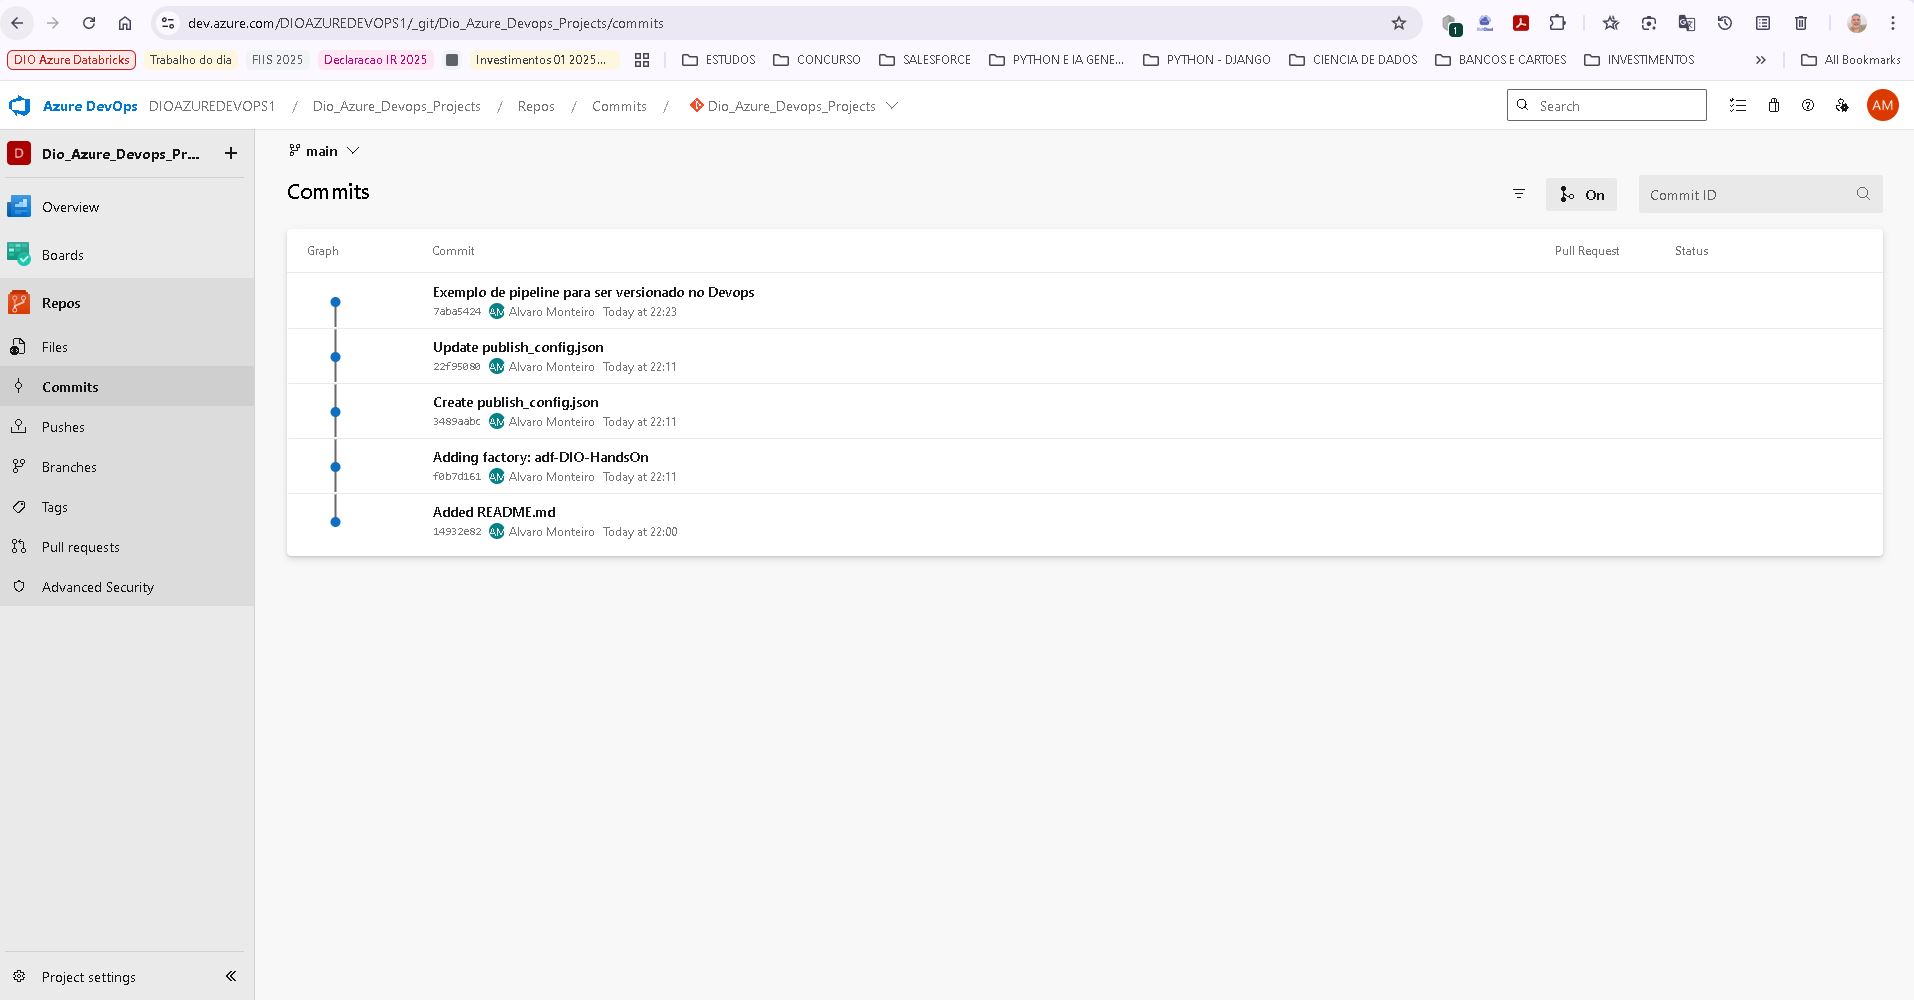 dev.azure.com/DIOAZUREDEVOPS1/_git/Dio_Azure_Devops_Projects/commits
1
DIO Azure Databricks Trabalho do dia FIIS 2025 Declaracao IR 2025 Investimentos 01 2025... ESTUDOS CONCURSO SALESFORCE PYTHON E IA GENE... PYTHON - DJANGO CIENCIA DE DADOS BANCOS E CARTOES INVESTIMENTOS » All Bookmarks
Azure DevOps DIOAZUREDEVOPS1 / Dio_Azure_Devops_Projects / Repos / Commits / Dio_Azure_Devops_Projects Search AM
D Dio_Azure_Devops_Pr... +
Overview
Boards
Repos
Files
Commits
Pushes
Branches
Tags
Pull requests
Advanced Security
Project settings
main
Commits
On Commit ID
Graph Commit Pull Request Status
Exemplo de pipeline para ser versionado no Devops
7aba5424 AM Alvaro Monteiro Today at 22:23
Update publish_config.json
22f95080 AM Alvaro Monteiro Today at 22:11
Create publish_config.json
3489aabc AM Alvaro Monteiro Today at 22:11
Adding factory: adf-DIO-HandsOn
f0b7d161 AM Alvaro Monteiro Today at 22:11
Added README.md
14932e82 AM Alvaro Monteiro Today at 22:00